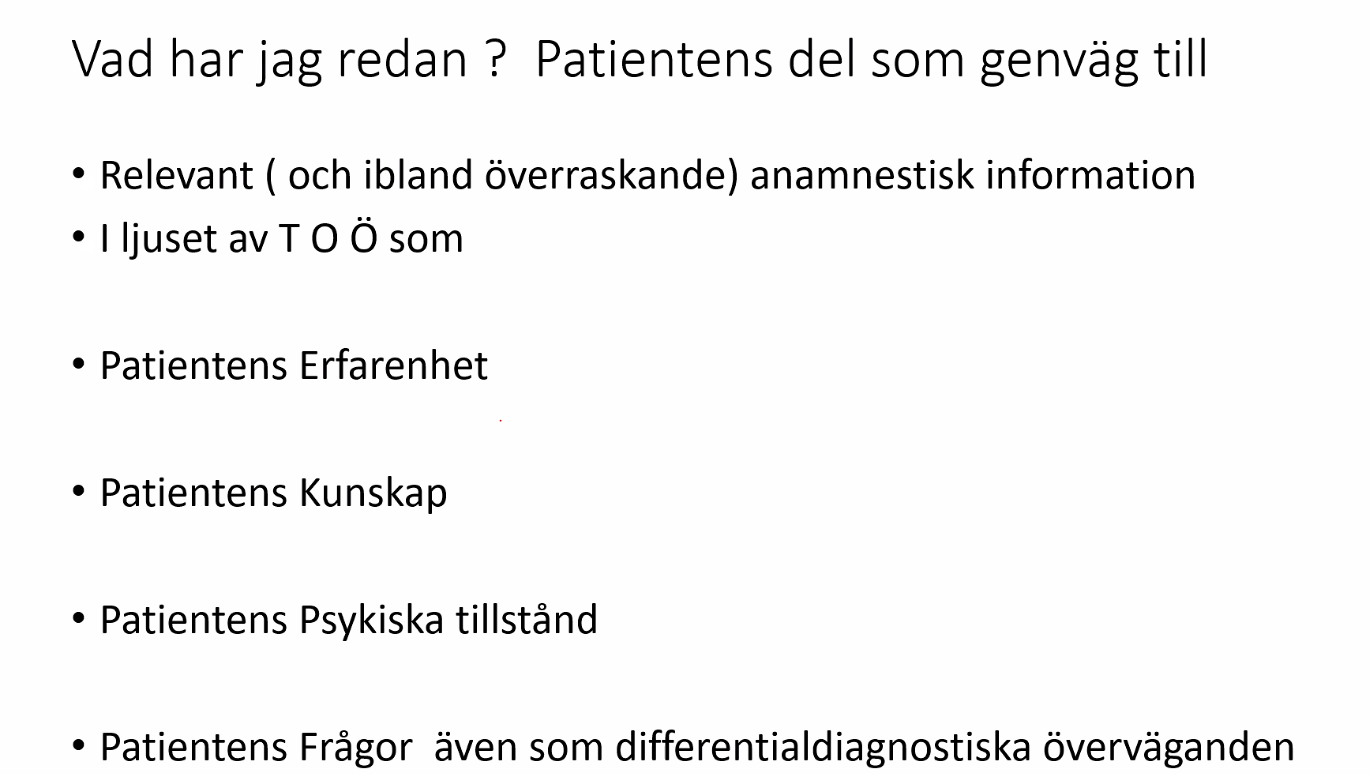 Vad har jag redan ?  Patientens del som genväg till
• Relevant ( och ibland överraskande) anamnestisk information
• I ljuset av T O Ö som
• Patientens Erfarenhet
• Patientens Kunskap
• Patientens Psykiska tillstånd
• Patientens Frågor  även som differentialdiagnostiska överväganden